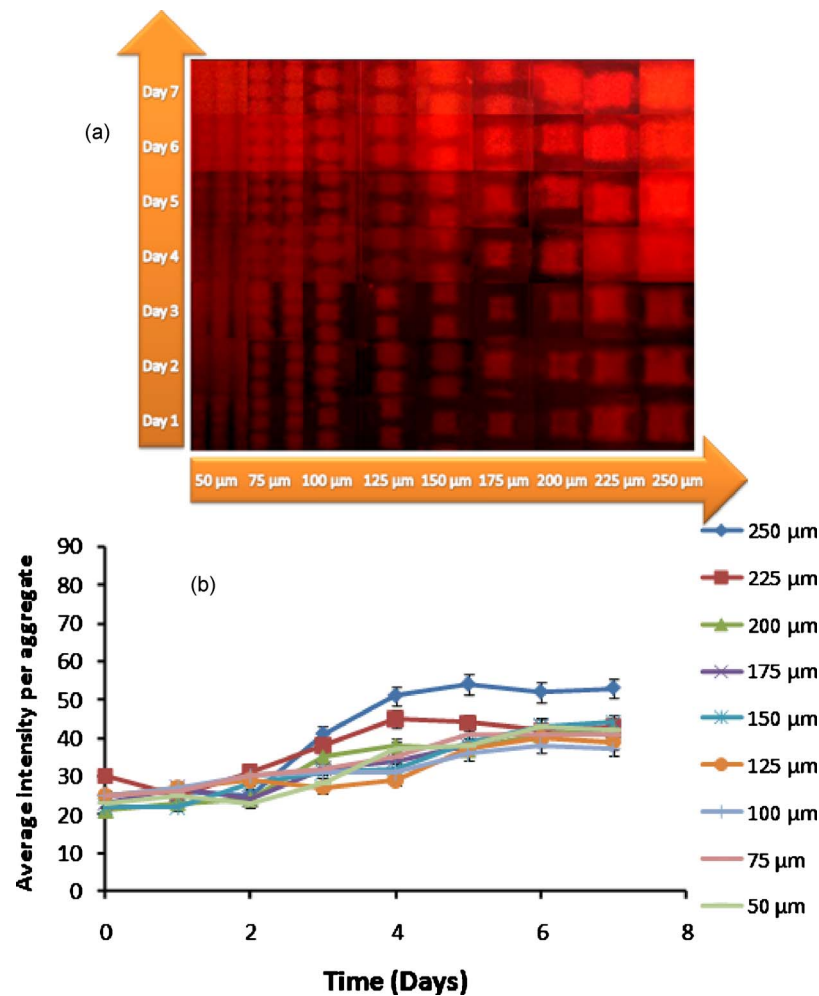 (a)
Day 7
Day 6
Day 5
Day 4
Day 3
Day 2
Day 1
50 µm 75 µm 100 µm 125 µm 150 µm 175 µm 200 µm 225 µm 250 µm
(b)
Average intensity per aggregate
90
80
70
60
50
40
30
20
10
0
0 2 4 6 8
Time (Days)
250 µm
225 µm
200 µm
175 µm
150 µm
125 µm
100 µm
75 µm
50 µm